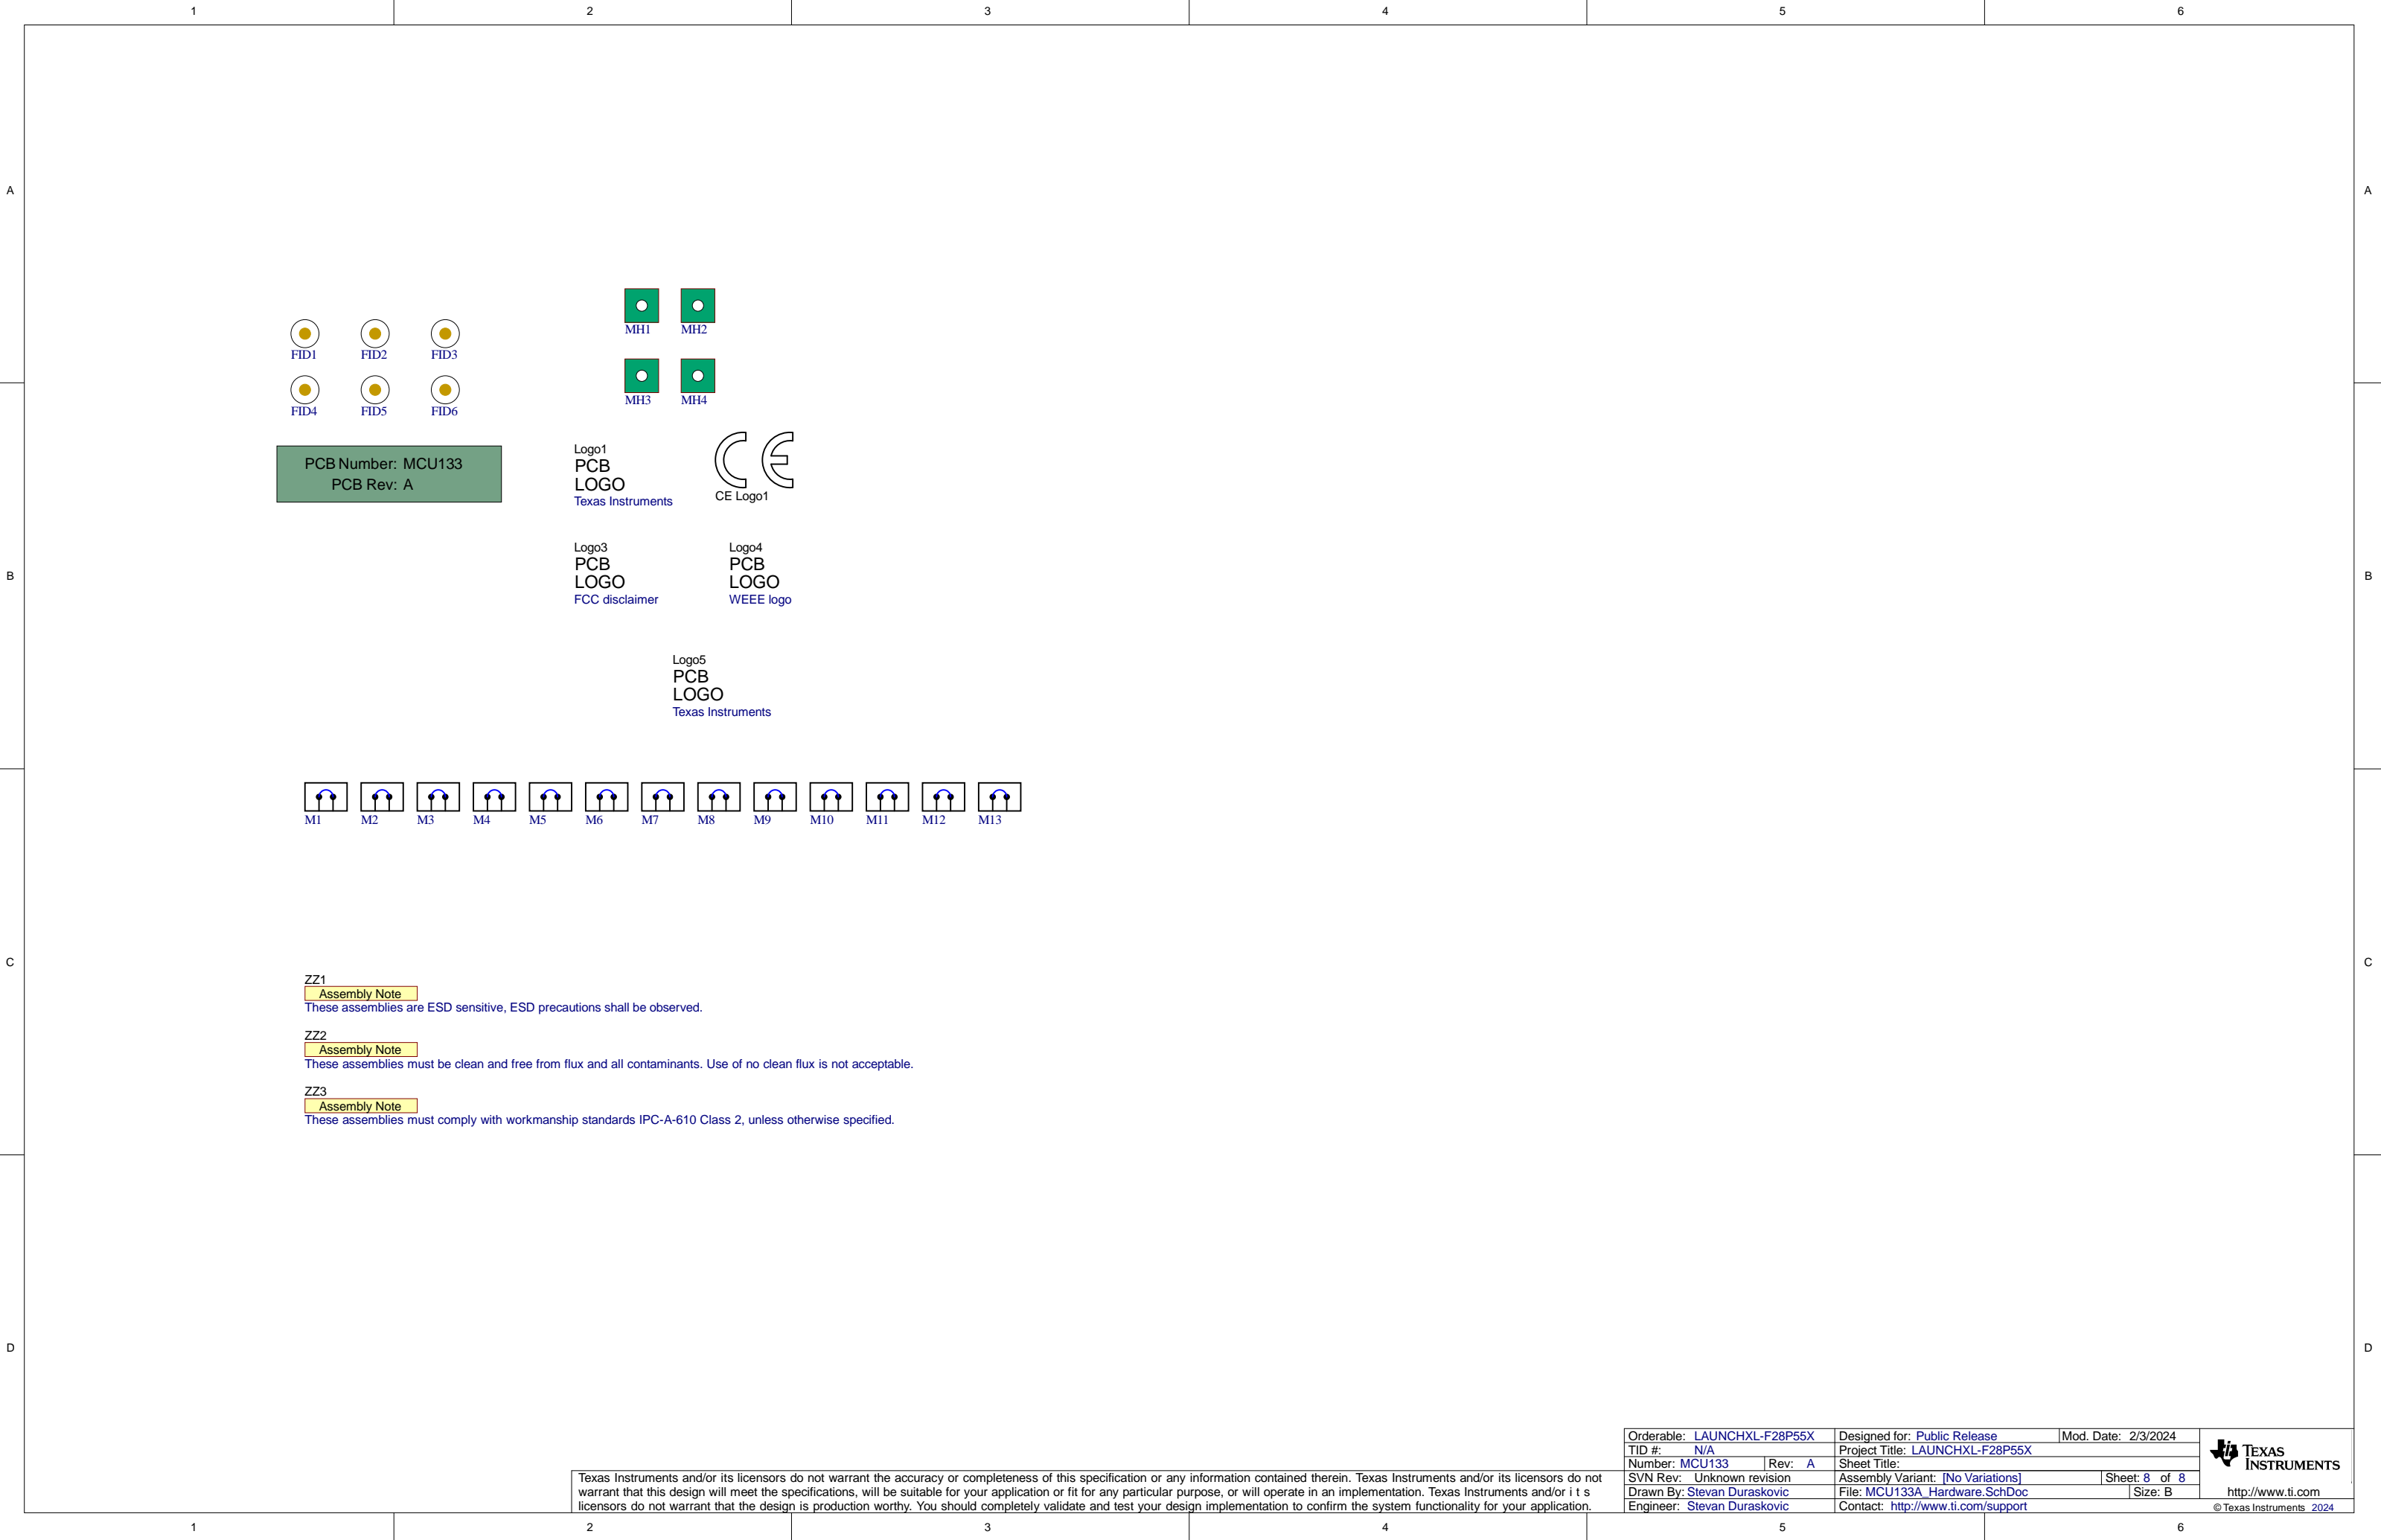 1 2 3 4 5 6
A A
MH1 MH2
FID1 FID2 FID3
MH3 MH4
FID4 FID5 FID6
PCB Number: MCU133
PCB Rev: A
Logo1
PCB
LOGO
Texas Instruments
CE
CE Logo1
Logo3
PCB
LOGO
FCC disclaimer
Logo4
PCB
LOGO
WEEE logo
B B
Logo5
PCB
LOGO
Texas Instruments
M1 M2 M3 M4 M5 M6 M7 M8 M9 M10 M11 M12 M13
C C
ZZ1
Assembly Note
These assemblies are ESD sensitive, ESD precautions shall be observed.
ZZ2
Assembly Note
These assemblies must be clean and free from flux and all contaminants. Use of no clean flux is not acceptable.
ZZ3
Assembly Note
These assemblies must comply with workmanship standards IPC-A-610 Class 2, unless otherwise specified.
D D
Texas Instruments and/or its licensors do not warrant the accuracy or completeness of this specification or any information contained therein. Texas Instruments and/or its licensors do not
warrant that this design will meet the specifications, will be suitable for your application or fit for any particular purpose, or will operate in an implementation. Texas Instruments and/or i t s
licensors do not warrant that the design is production worthy. You should completely validate and test your design implementation to confirm the system functionality for your application.
Orderable: LAUNCHXL-F28P55X Designed for: Public Release Mod. Date: 2/3/2024
TID #: N/A Project Title: LAUNCHXL-F28P55X
Number: MCU133 Rev: A Sheet Title:
SVN Rev: Unknown revision Assembly Variant: [No Variations] Sheet: 8 of 8
Drawn By: Stevan Duraskovic File: MCU133A_Hardware.SchDoc Size: B
Engineer: Stevan Duraskovic Contact: http://www.ti.com/support
TEXAS
INSTRUMENTS
http://www.ti.com
© Texas Instruments 2024
1 2 3 4 5 6